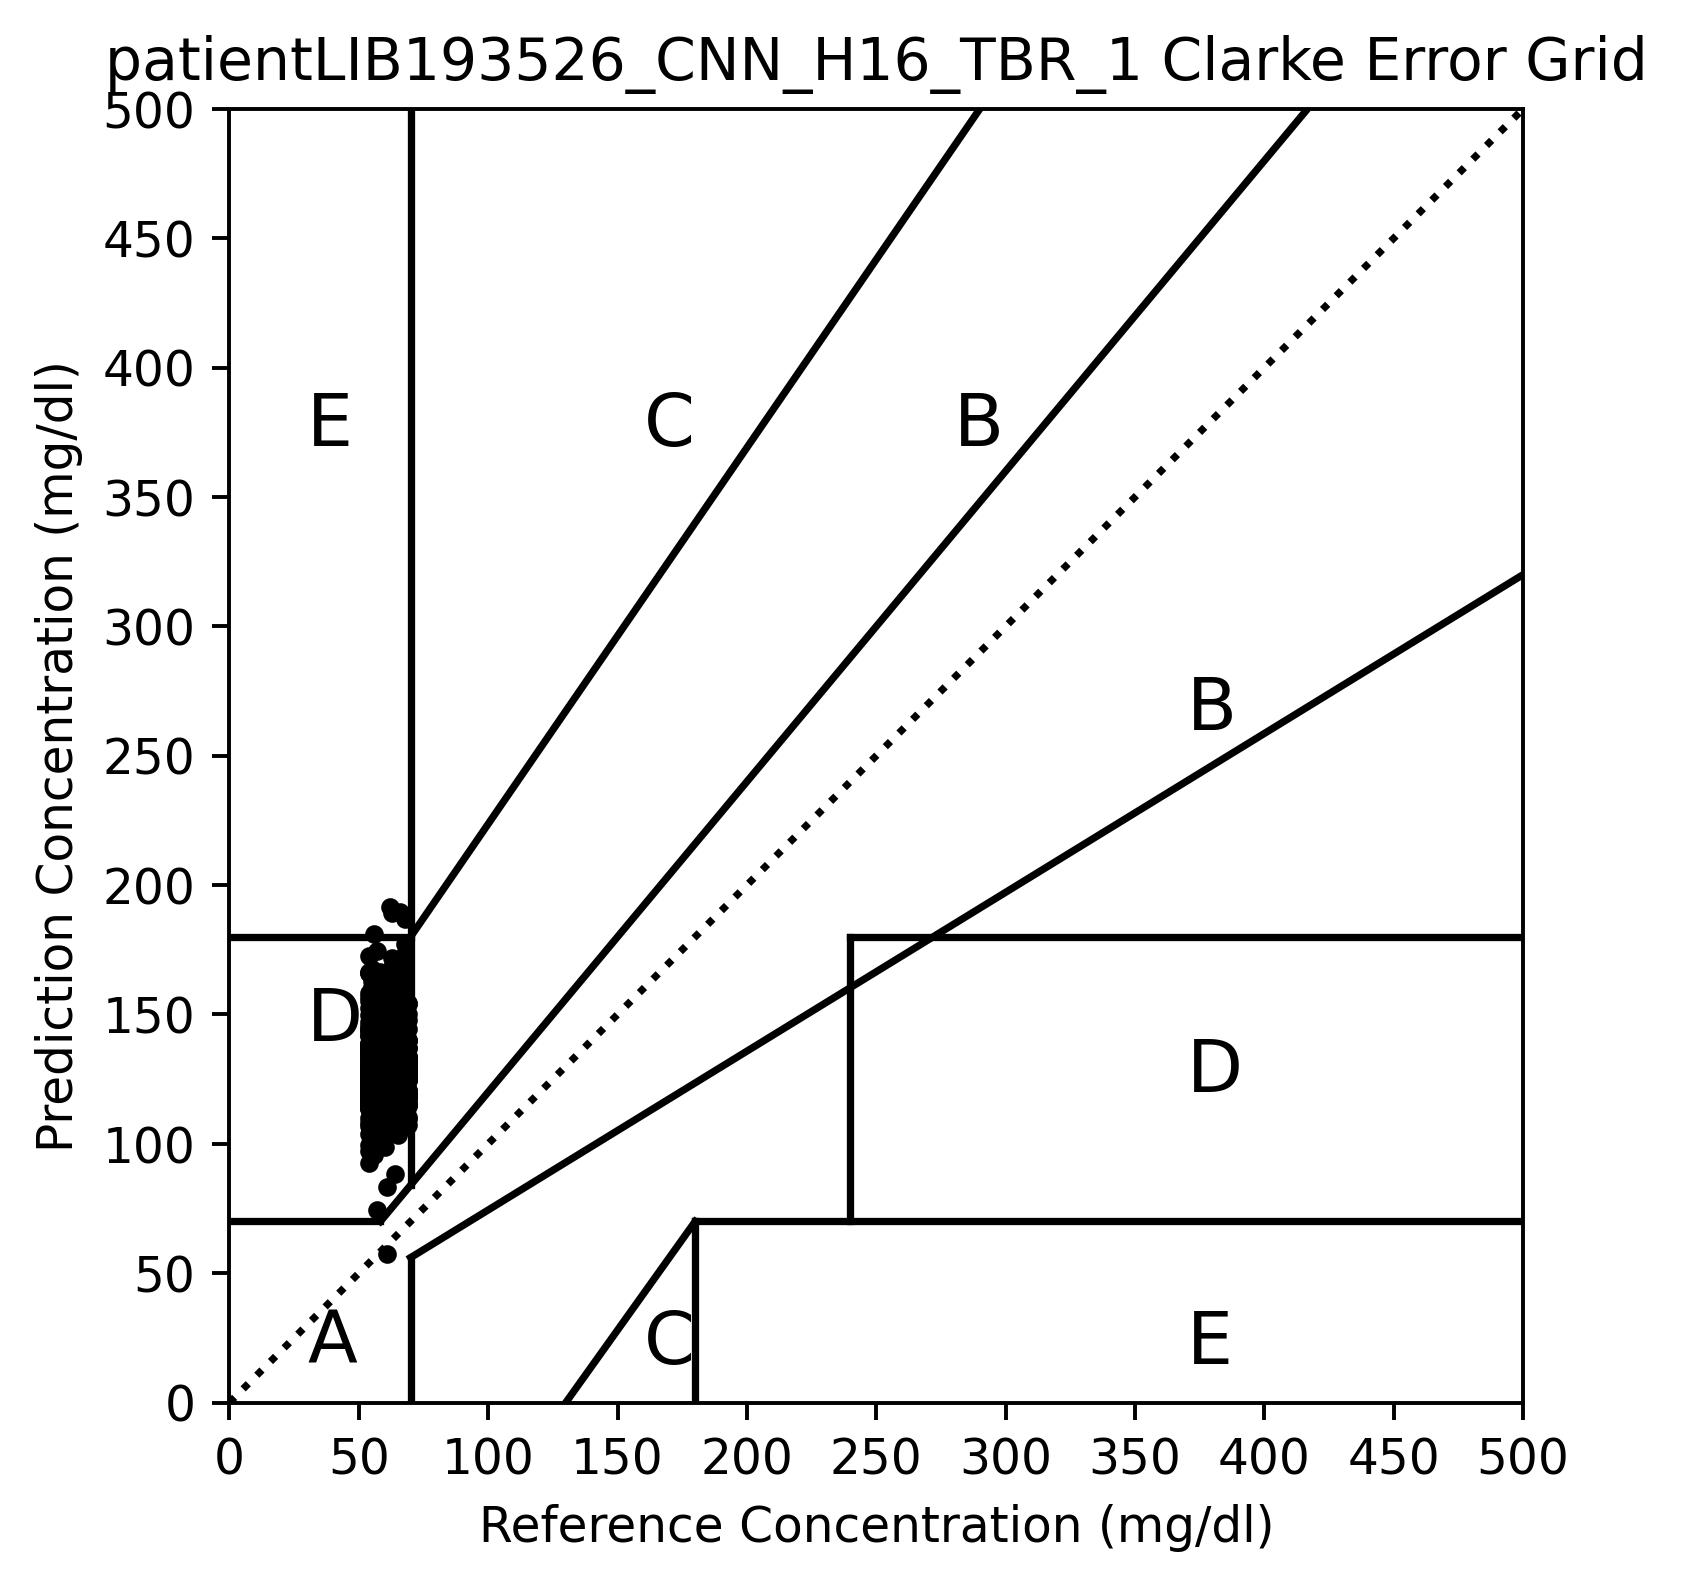 patientLIB193526_CNN_H16_TBR_1 Clarke Error Grid
500
450
400
350
300
250
200
150
100
50
0
Prediction Concentration (mg/dl)
E
C
B
B
D
D
A
C
E
0 50 100 150 200 250 300 350 400 450 500
Reference Concentration (mg/dl)